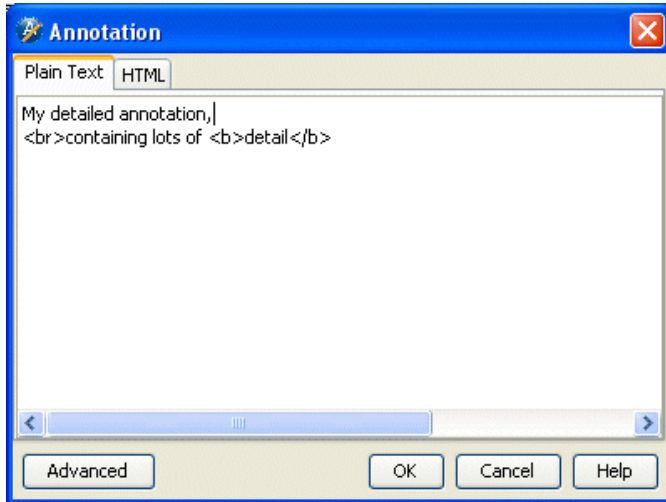 Annotation
Plain Text HTML
My detailed annotation,
<br>containing lots of <b>detail</b>
Advanced OK Cancel Help